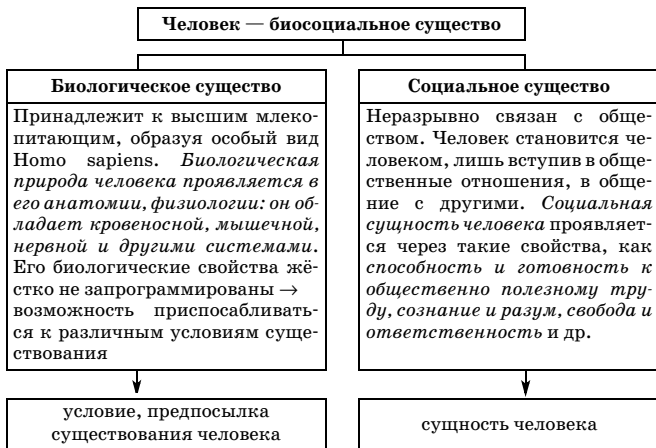 Человек — биосоциальное существо
Биологическое существо
Принадлежит к высшим млеко-
питающим, образуя особый вид
Homo sapiens. Биологическая
природа человека проявляется в
его анатомии, физиологии: он об-
ладает кровеносной, мышечной,
нервной и другими системами.
Его биологические свойства жё-
стко не запрограммированы →
возможность приспосабливать-
ся к различным условиям суще-
ствования
условие, предпосылка
существования человека
Социальное существо
Неразрывно связан с обще-
ством. Человек становится че-
ловеком, лишь вступив в обще-
ственные отношения, в обще-
ние с другими. Социальная
сущность человека проявляет-
ся через такие свойства, как
способность и готовность к
общественно полезному тру-
ду, сознание и разум, свобода и
ответственность и др.
сущность человека